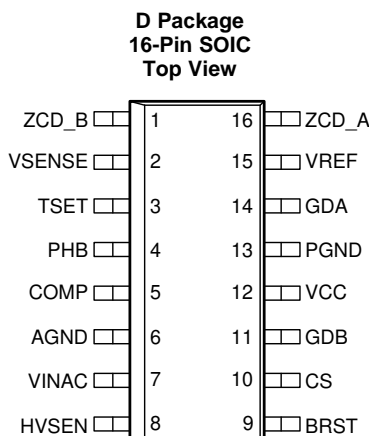 D Package
16-Pin SOIC
Top View
ZCD_B 1 16 ZCD_A
VSENSE 2 15 VREF
TSET 3 14 GDA
PHB 4 13 PGND
COMP 5 12 VCC
AGND 6 11 GDB
VINAC 7 10 CS
HVSEN 8 9 BRST